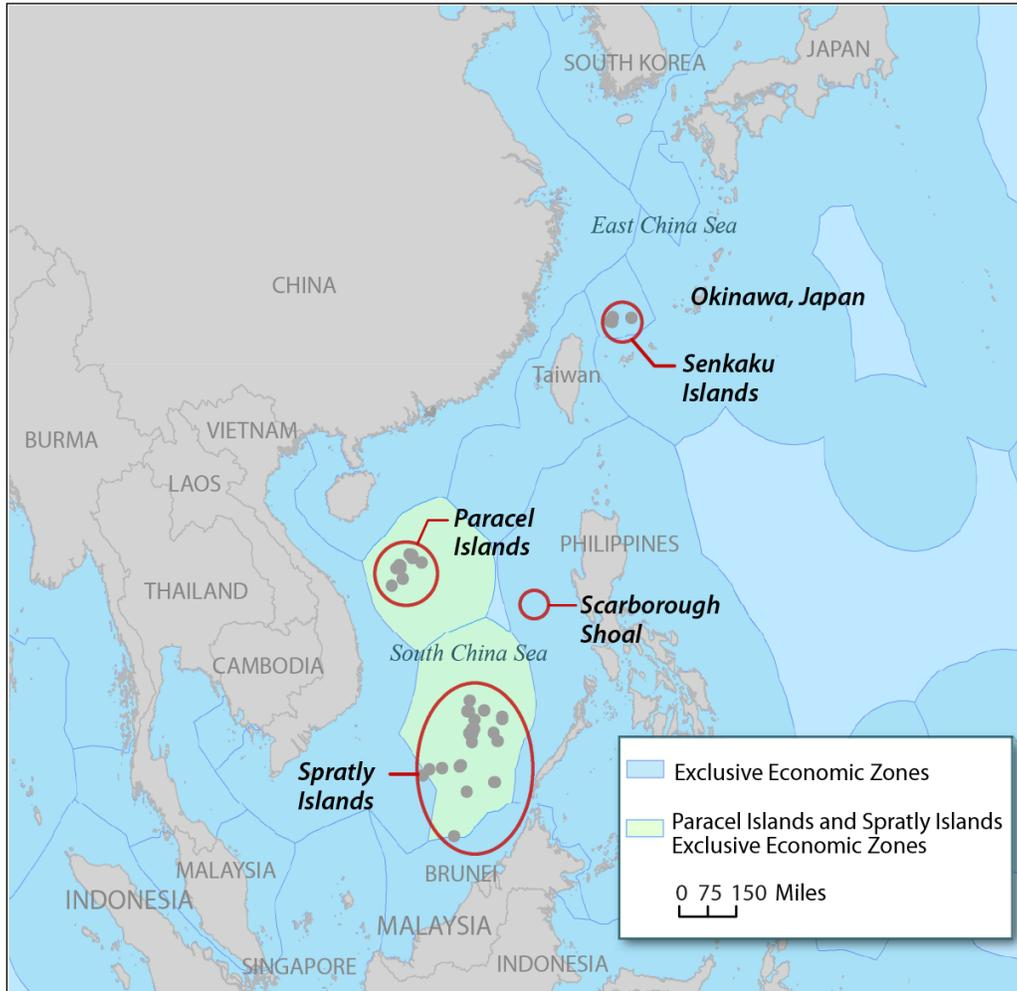 SOUTH KOREA
JAPAN
East China Sea
CHINA
Okinawa, Japan
Senkaku
Islands
Taiwan
BURMA
VIETNAM
LAOS
Paracel
Islands
PHILIPPINES
THAILAND
Scarborough
Shoal
South China Sea
CAMBODIA
Spratly
Islands
Exclusive Economic Zones
Paracel Islands and Spratly Islands
Exclusive Economic Zones
0 75 150 Miles
MALAYSIA
BRUNEI
INDONESIA
MALAYSIA
SINGAPORE
INDONESIA